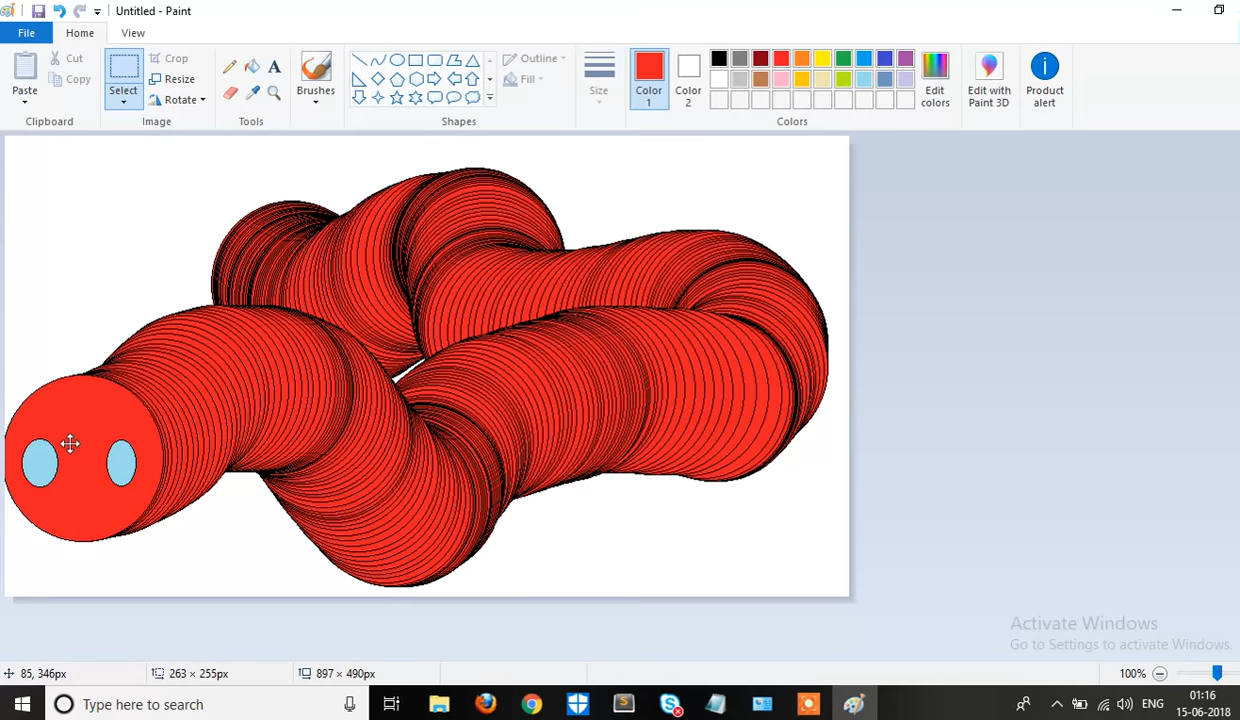 Untitled - Paint
File Home View
Paste
Cut
Copy
Clipboard
Select
Crop
Resize
Rotate
Image
A
Tools
Brushes
Outline
Fill
Shapes
Size
Color 1
Color 2
Edit colors
Colors
Edit with Paint 3D
Product alert
Activate Windows
Go to Settings to activate Windows.
85, 346px 263 × 255px 897 × 490px 100%
Type here to search
S
ENG
01:16
15-06-2018